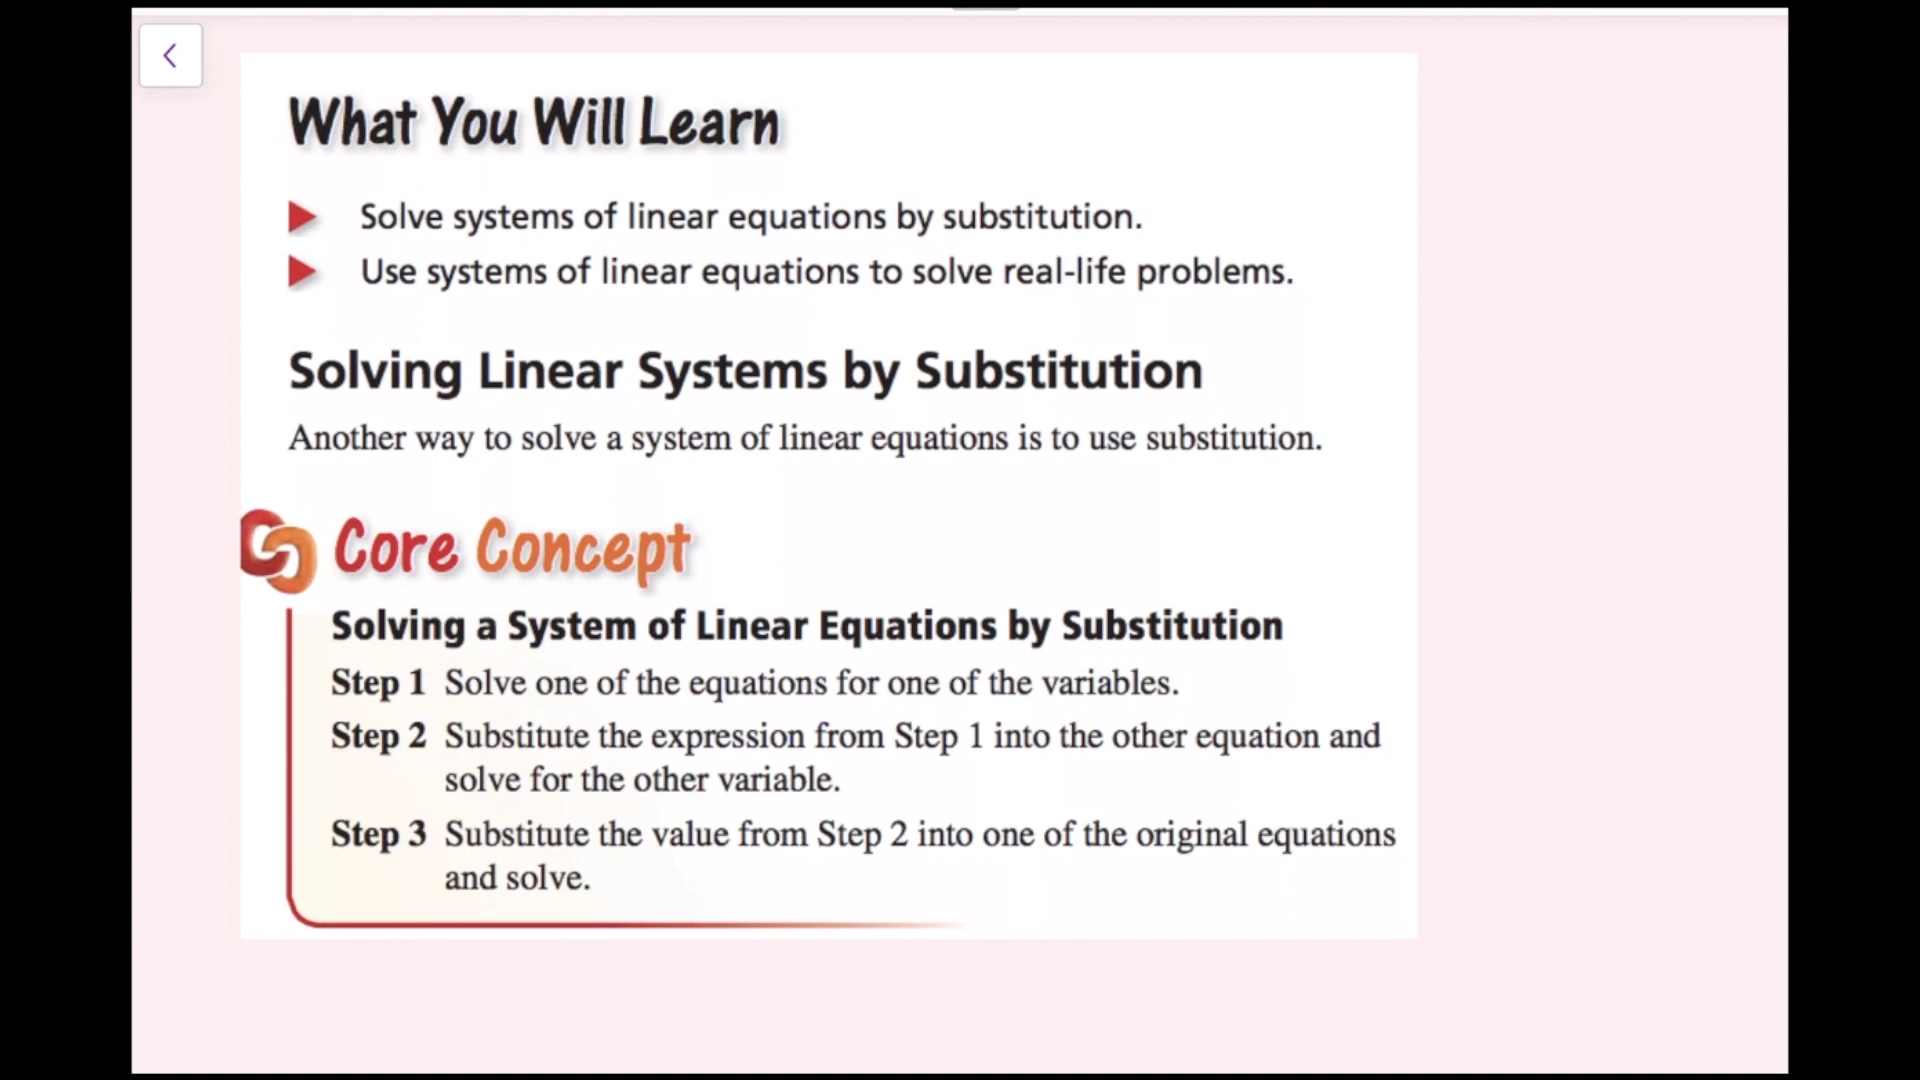 What You Will Learn
Solve systems of linear equations by substitution.
Use systems of linear equations to solve real-life problems.
Solving Linear Systems by Substitution
Another way to solve a system of linear equations is to use substitution.
Core Concept
Solving a System of Linear Equations by Substitution
Step 1 Solve one of the equations for one of the variables.
Step 2 Substitute the expression from Step 1 into the other equation and
solve for the other variable.
Step 3 Substitute the value from Step 2 into one of the original equations
and solve.